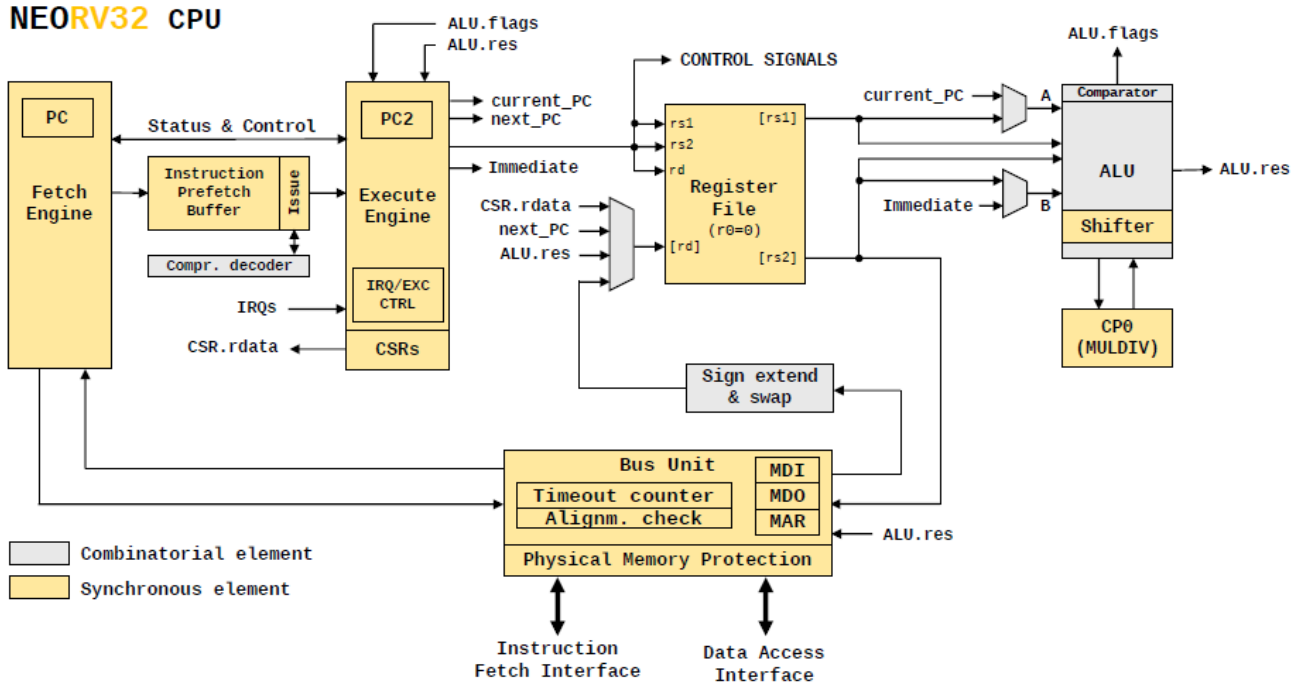 NEORV32 CPU
ALU.flags
ALU.res
CONTROL SIGNALS
ALU.flags
PC
Status & Control
PC2
current_PC
next_PC
rs1
rs2
rd
[rs1]
current_PC
A
Comparator
Fetch
Engine
Instruction
Prefetch
Buffer
Issue
Execute
Engine
Immediate
Register
File
(r0=0)
ALU
ALU.res
CSR.rdata
next_PC
ALU.res
[rd]
[rs2]
Immediate
B
Shifter
Compr. decoder
IRQs
IRQ/EXC
CTRL
CSR.rdata
CSRs
CP0
(MULDIV)
Sign extend
& swap
Bus Unit
MDI
Timeout counter
MDO
Alignm. check
MAR
ALU.res
Physical Memory Protection
Combinatorial element
Synchronous element
Instruction
Fetch Interface
Data Access
Interface